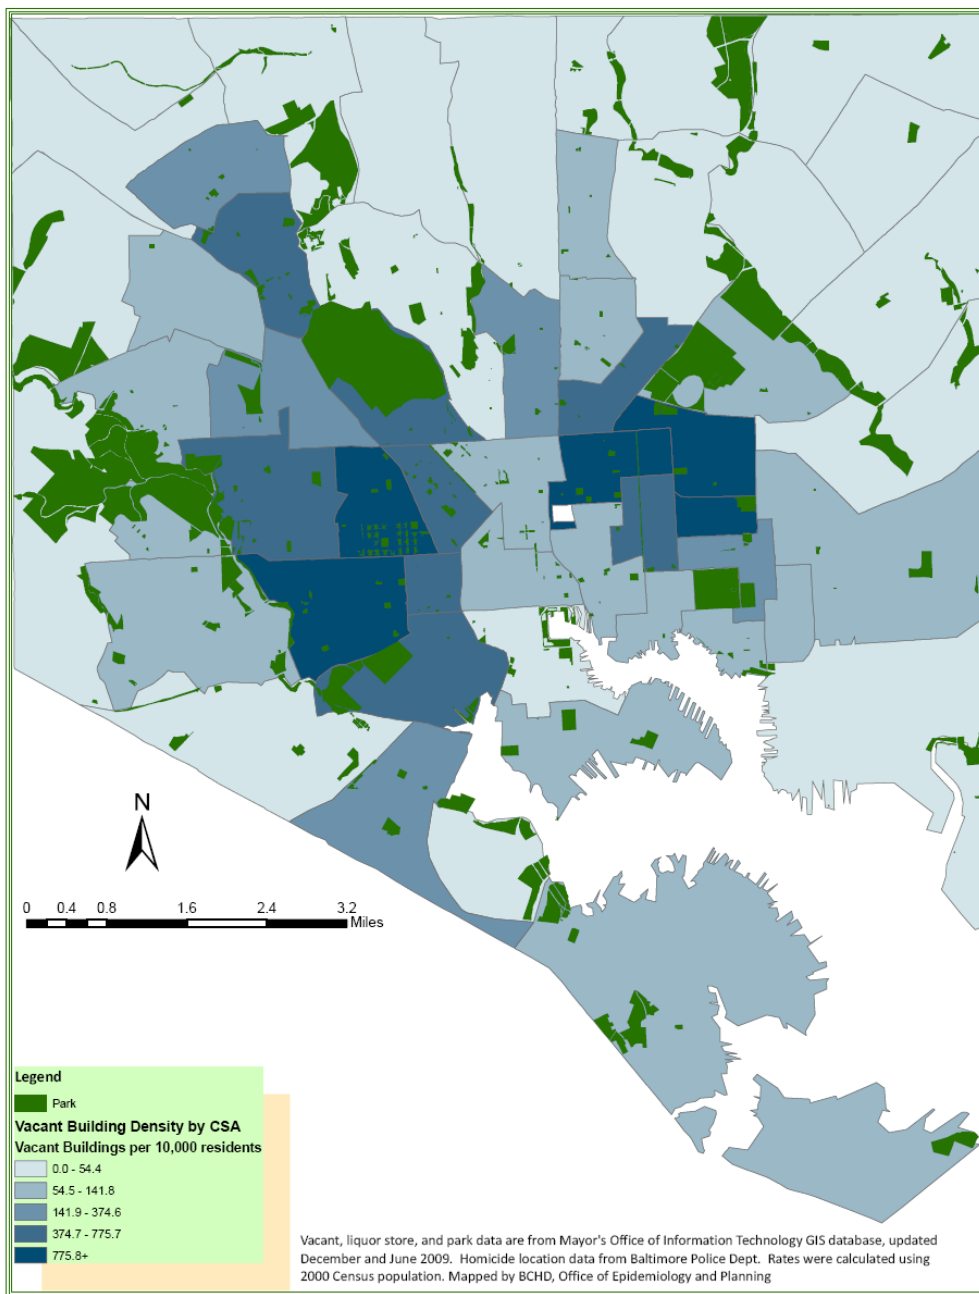 N
0 0.4 0.8 1.6 2.4 3.2
Miles
Legend
Park
Vacant Building Density by CSA
Vacant Buildings per 10,000 residents
0.0 - 54.4
54.5 - 141.8
141.9 - 374.6
374.7 - 775.7
775.8+
Vacant, liquor store, and park data are from Mayor's Office of Information Technology GIS database, updated
December and June 2009.  Homicide location data from Baltimore Police Dept.  Rates were calculated using
2000 Census population. Mapped by BCHD, Office of Epidemiology and Planning